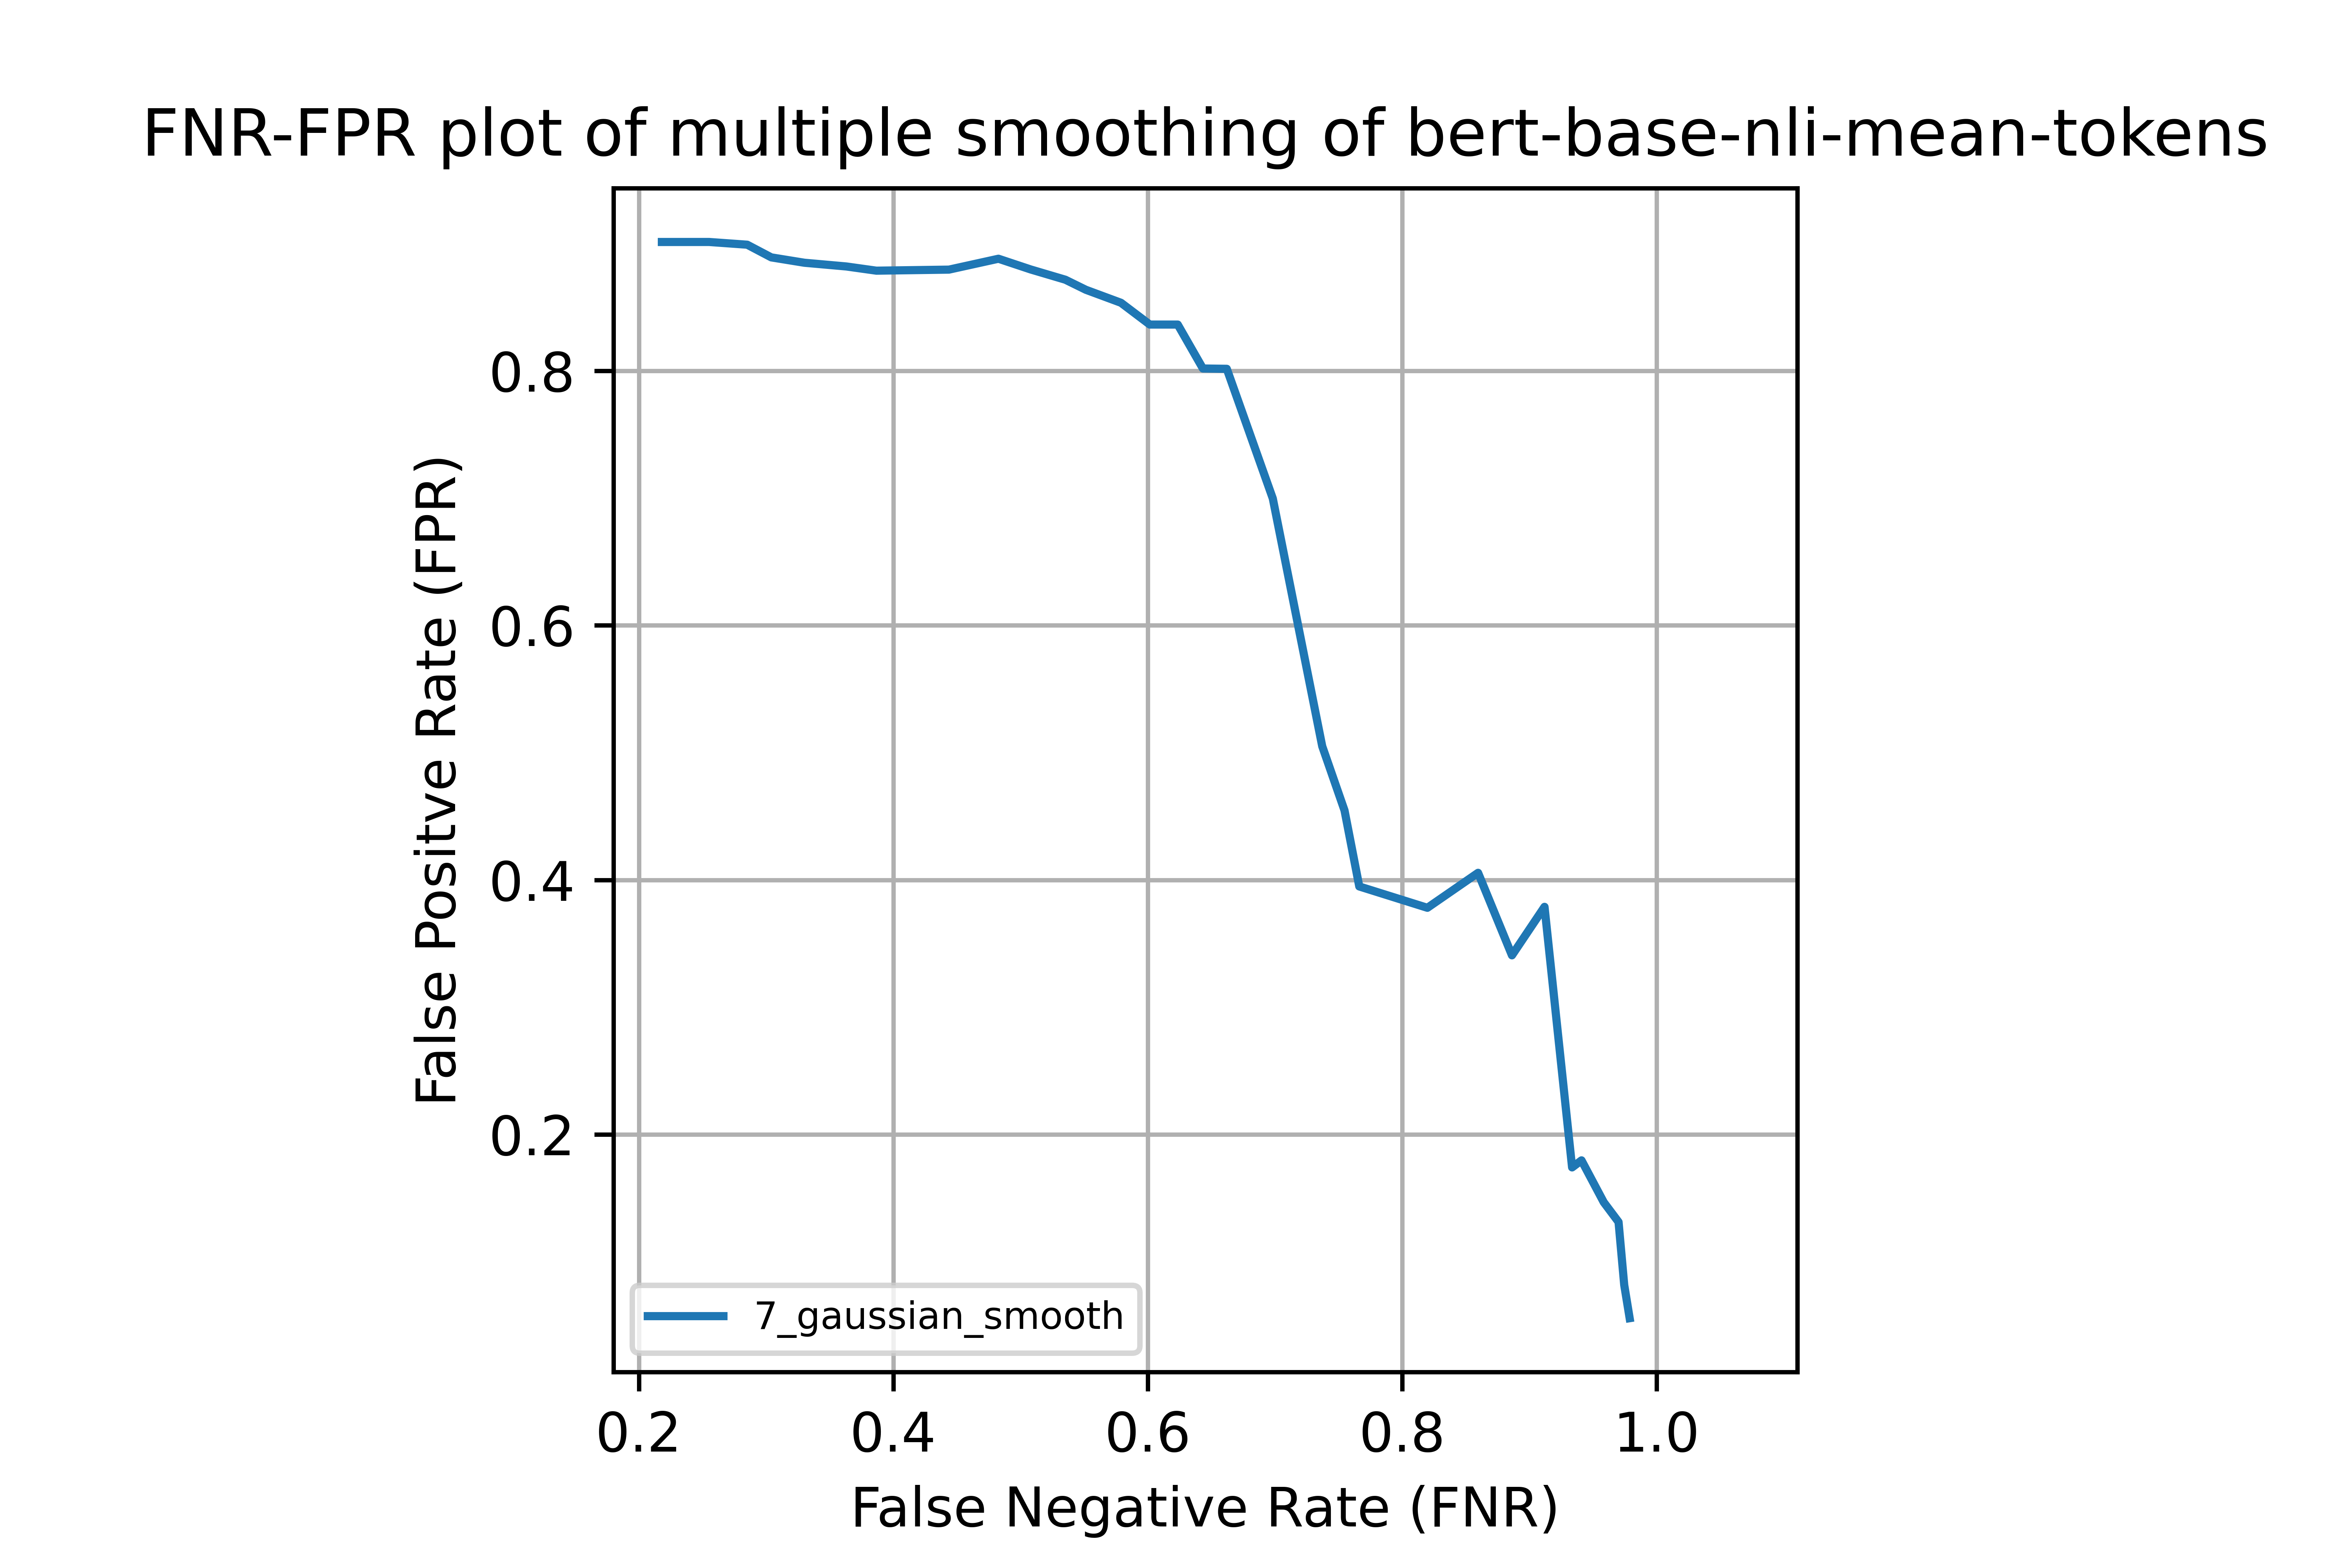 FNR-FPR plot of multiple smoothing of bert-base-nli-mean-tokens
False Positve Rate (FPR)
0.8
0.6
0.4
0.2
7_gaussian_smooth
0.2 0.4 0.6 0.8 1.0
False Negative Rate (FNR)